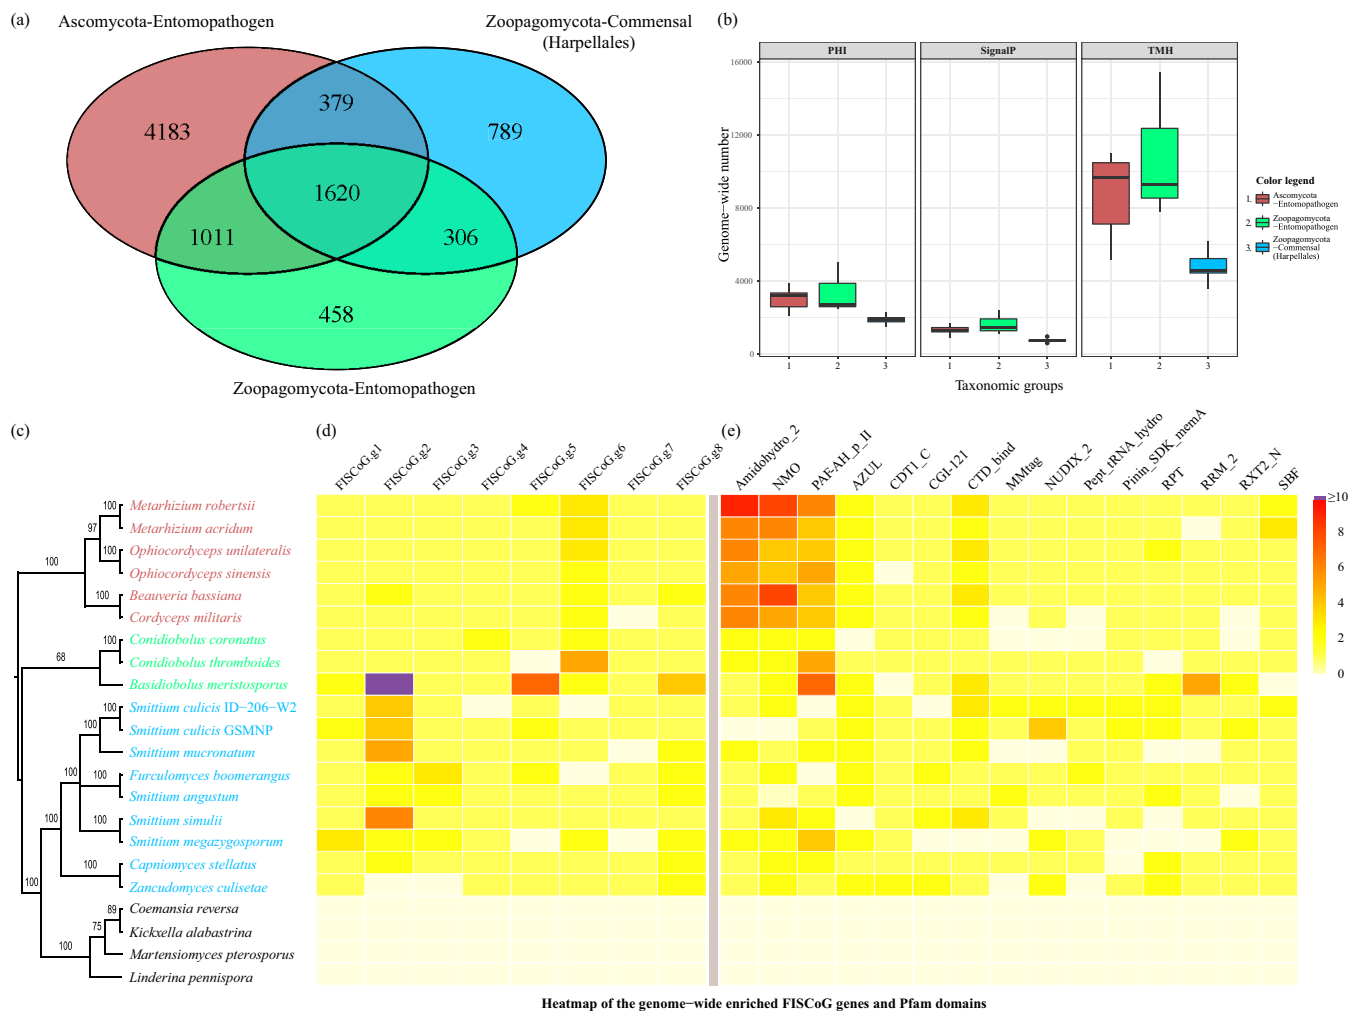 (a)
Ascomycota-Entomopathogen
Zoopagomycota-Commensal
(Harpellales)
379
4183
789
1620
1011
306
458
Zoopagomycota-Entomopathogen
(b)
PHI
SignalP
TMH
Genome−wide number
16000
12000
8000
4000
0
1 2 3
1 2 3
1 2 3
Taxonomic groups
Color legend
1. Ascomycota
−Entomopathogen
2. Zoopagomycota
−Entomopathogen
3. Zoopagomycota
−Commensal
(Harpellales)
(c)
100
97
100
100
100
100
68
100
100
100
100
100
100
100
89
75
100
Metarhizium robertsii
Metarhizium acridum
Ophiocordyceps unilateralis
Ophiocordyceps sinensis
Beauveria bassiana
Cordyceps militaris
Conidiobolus coronatus
Conidiobolus thromboides
Basidiobolus meristosporus
Smittium culicis ID−206−W2
Smittium culicis GSMNP
Smittium mucronatum
Furculomyces boomerangus
Smittium angustum
Smittium simulii
Smittium megazygosporum
Capniomyces stellatus
Zancudomyces culisetae
Coemansia reversa
Kickxella alabastrina
Martensiomyces pterosporus
Linderina pennispora
(d)
FISCoG.g1
FISCoG.g2
FISCoG.g3
FISCoG.g4
FISCoG.g5
FISCoG.g6
FISCoG.g7
FISCoG.g8
(e)
Amidohydro_2
NMO
PAF-AH_p_II
AZUL
CDT1_C
CGI-121
CTD_bind
MMtag
NUDIX_2
Pept_tRNA_hydro
Pinin_SDK_memA
RPT
RRM_2
RXT2_N
SBF
≥10
8
6
4
2
0
Heatmap of the genome−wide enriched FISCoG genes and Pfam domains